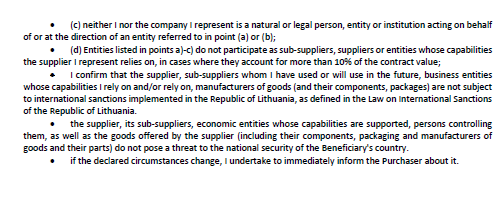 • (c) neither I nor the company I represent is a natural or legal person, entity or institution acting on behalf
of or at the direction of an entity referred to in point (a) or (b);
• (d) Entities listed in points a)-c) do not participate as sub-suppliers, suppliers or entities whose capabilities
the supplier I represent relies on, in cases where they account for more than 10% of the contract value;
• I confirm that the supplier, sub-suppliers whom I have used or will use in the future, business entities
whose capabilities I rely on and/or rely on, manufacturers of goods (and their components, packages) are not subject
to international sanctions implemented in the Republic of Lithuania, as defined in the Law on International Sanctions
of the Republic of Lithuania.
• the supplier, its sub-suppliers, economic entities whose capabilities are supported, persons controlling
them, as well as the goods offered by the supplier (including their components, packaging and manufacturers of
goods and their parts) do not pose a threat to the national security of the Beneficiary's country.
• if the declared circumstances change, I undertake to immediately inform the Purchaser about it.